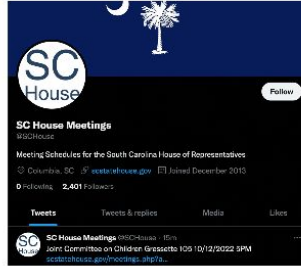 SC
House
Follow
SC House Meetings
@SCHouse
Meeting Schedules for the South Carolina House of Representatives
Columbia, SC scstatehouse.gov Joined December 2013
0 Following 2,401 Followers
Tweets Tweets & replies Media Likes
SC House Meetings @SCHouse · 15m
Joint Committee on Children Gressette 105 10/12/2022 5PM
scstatehouse.gov/meetings.php?a...
SC
House